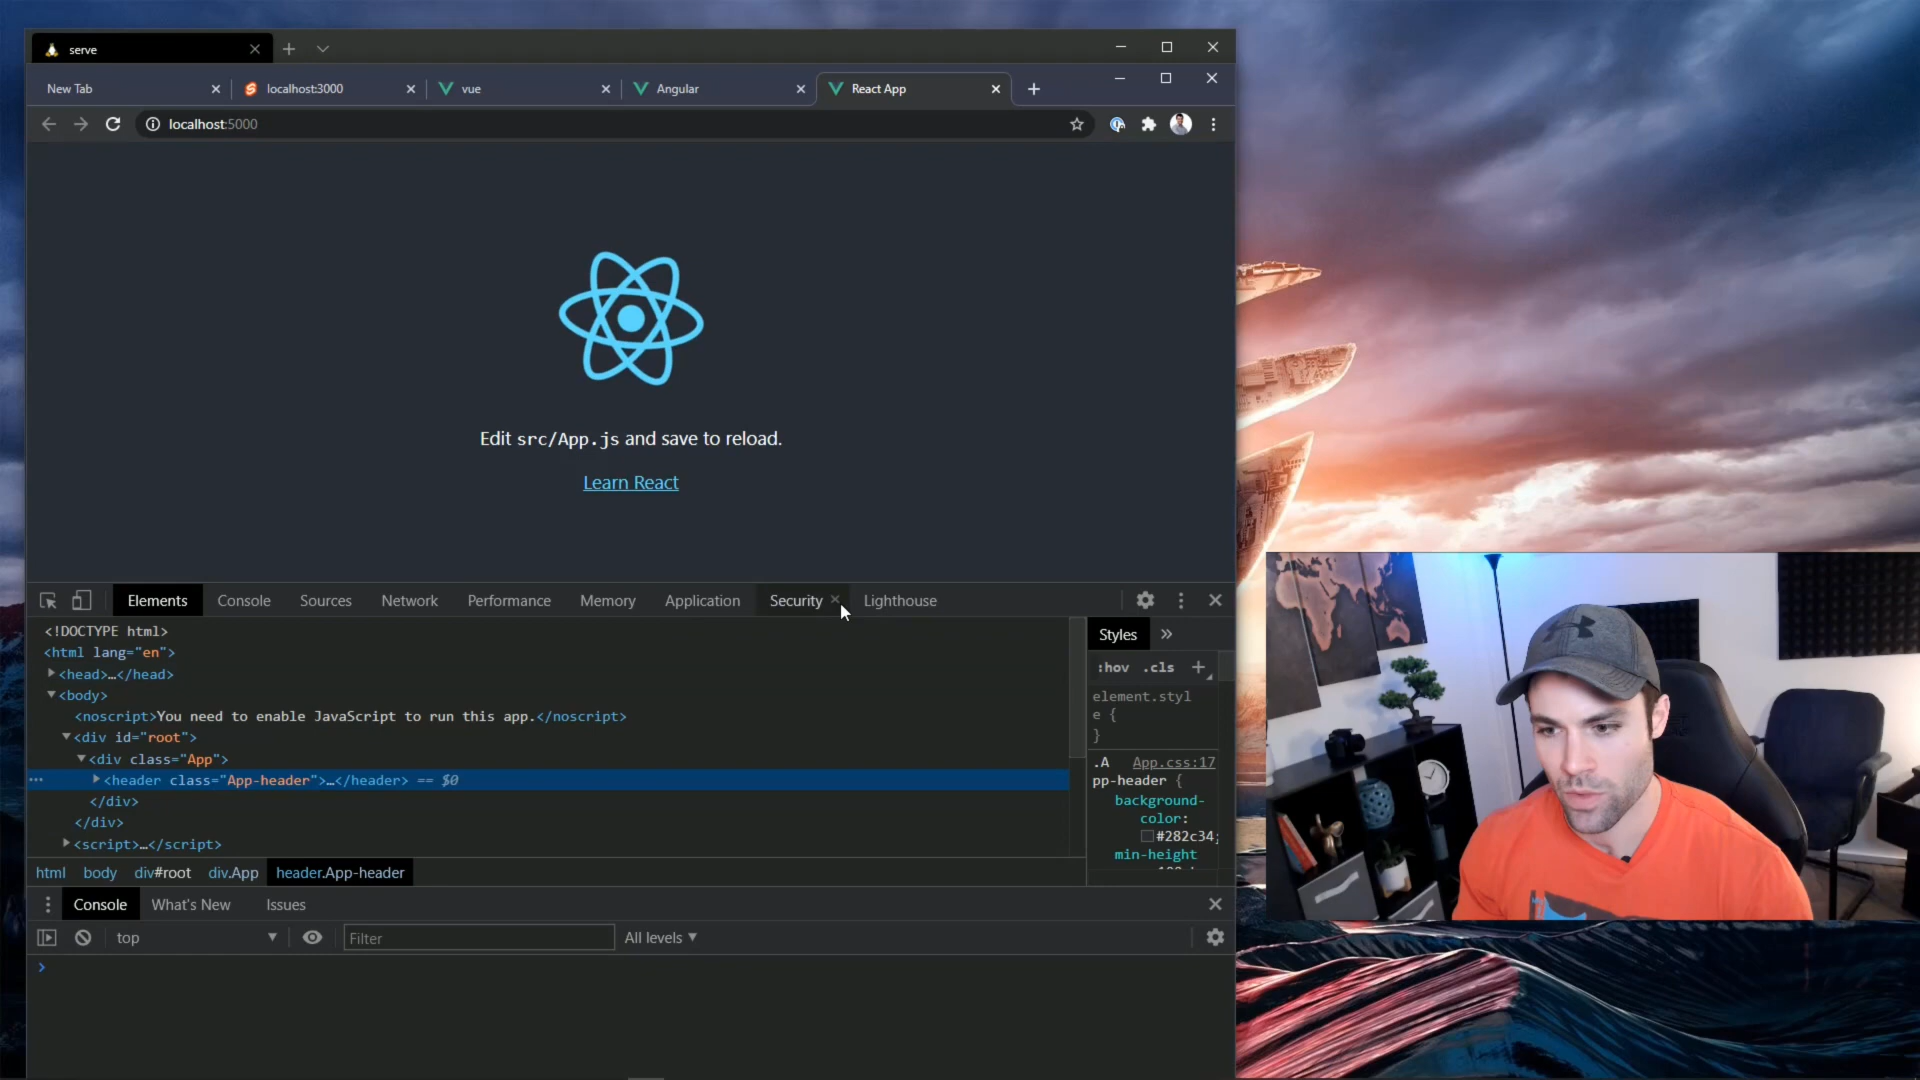 serve
New Tab
localhost:3000
vue
Angular
React App
localhost:5000
Edit src/App.js and save to reload.
Learn React
Elements Console Sources Network Performance Memory Application Security Lighthouse
<!DOCTYPE html>
<html lang="en">
<head>…</head>
<body>
<noscript>You need to enable JavaScript to run this app.</noscript>
<div id="root">
<div class="App">
<header class="App-header">…</header> == $0
</div>
</div>
<script>…</script>
html body div#root div.App header.App-header
Styles
:hov .cls
element.styl
e {
}
.A App.css:17
pp-header {
background-
color:
#282c34;
min-height
Console What's New Issues
top Filter All levels